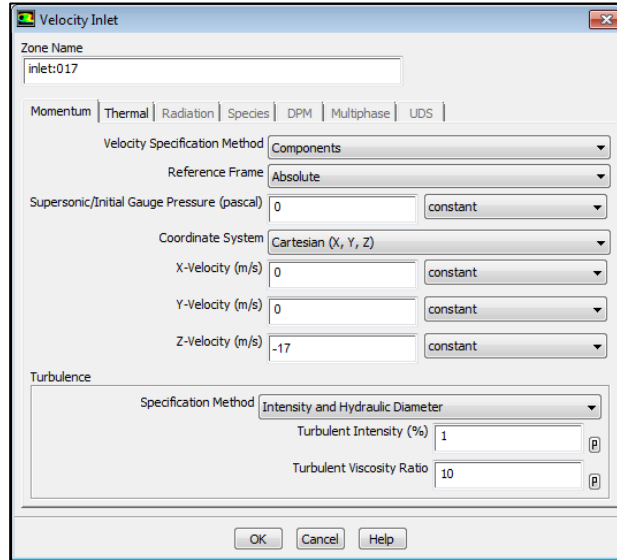 Velocity Inlet
Zone Name
inlet:017
Momentum Thermal Radiation Species DPM Multiphase UDS
Velocity Specification Method Components
Reference Frame Absolute
Supersonic/Initial Gauge Pressure (pascal) 0 constant
Coordinate System Cartesian (X, Y, Z)
X-Velocity (m/s) 0 constant
Y-Velocity (m/s) 0 constant
Z-Velocity (m/s) -17 constant
Turbulence
Specification Method Intensity and Hydraulic Diameter
Turbulent Intensity (%) 1 P
Turbulent Viscosity Ratio 10 P
OK Cancel Help